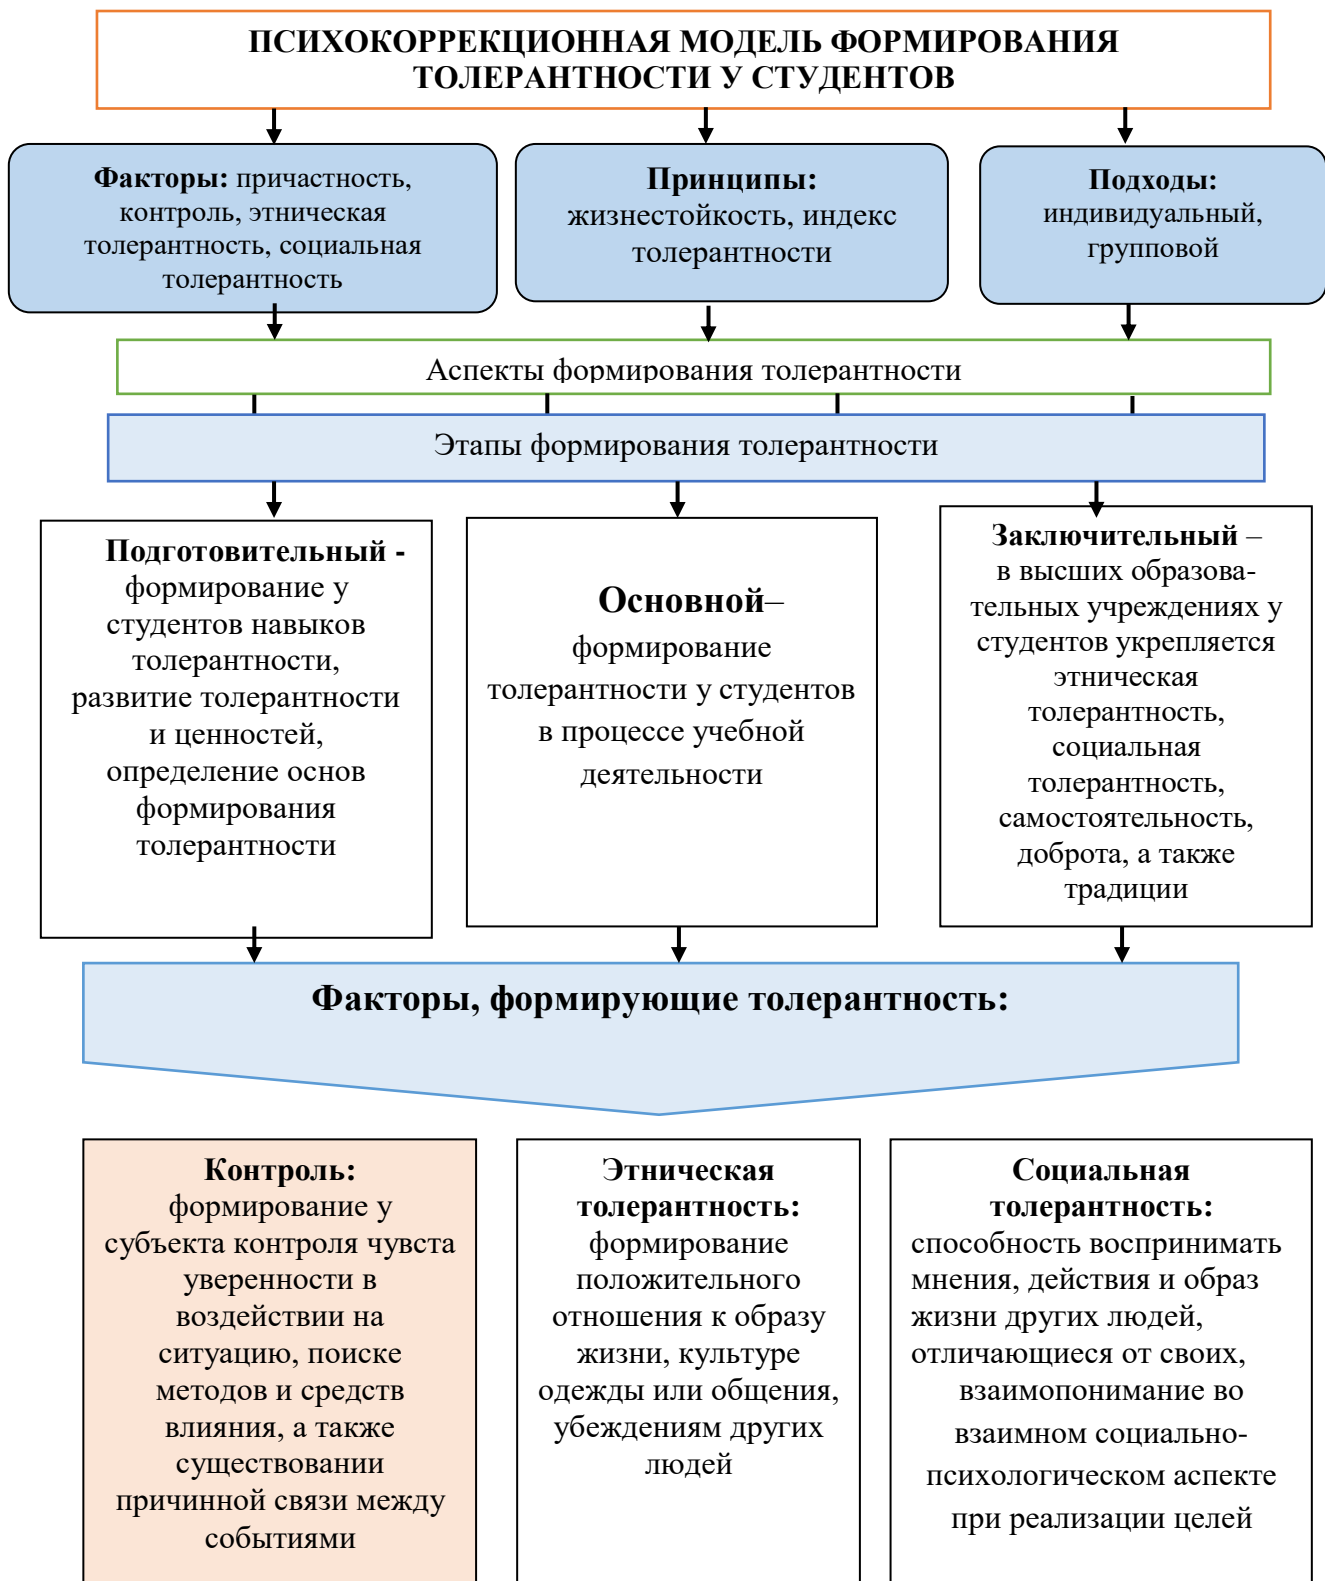 ПСИХОКОРРЕКЦИОННАЯ МОДЕЛЬ ФОРМИРОВАНИЯ
ТОЛЕРАНТНОСТИ У СТУДЕНТОВ
Факторы: причастность,
контроль, этническая
толерантность, социальная
толерантность
Принципы:
жизнестойкость, индекс
толерантности
Подходы:
индивидуальный,
групповой
Аспекты формирования толерантности
Этапы формирования толерантности
Подготовительный -
формирование у
студентов навыков
толерантности,
развитие толерантности
и ценностей,
определение основ
формирования
толерантности
Основной–
формирование
толерантности у студентов
в процессе учебной
деятельности
Заключительный –
в высших образова-
тельных учреждениях у
студентов укрепляется
этническая
толерантность,
социальная
толерантность,
самостоятельность,
доброта, а также
традиции
Факторы, формирующие толерантность:
Контроль:
формирование у
субъекта контроля чувста
уверенности в
воздействии на
ситуацию, поиске
методов и средств
влияния, а также
существовании
причинной связи между
событиями
Этническая
толерантность:
формирование
положительного
отношения к образу
жизни, культуре
одежды или общения,
убеждениям других
людей
Социальная
толерантность:
способность воспринимать
мнения, действия и образ
жизни других людей,
отличающиеся от своих,
взаимопонимание во
взаимном социально-
психологическом аспекте
при реализации целей